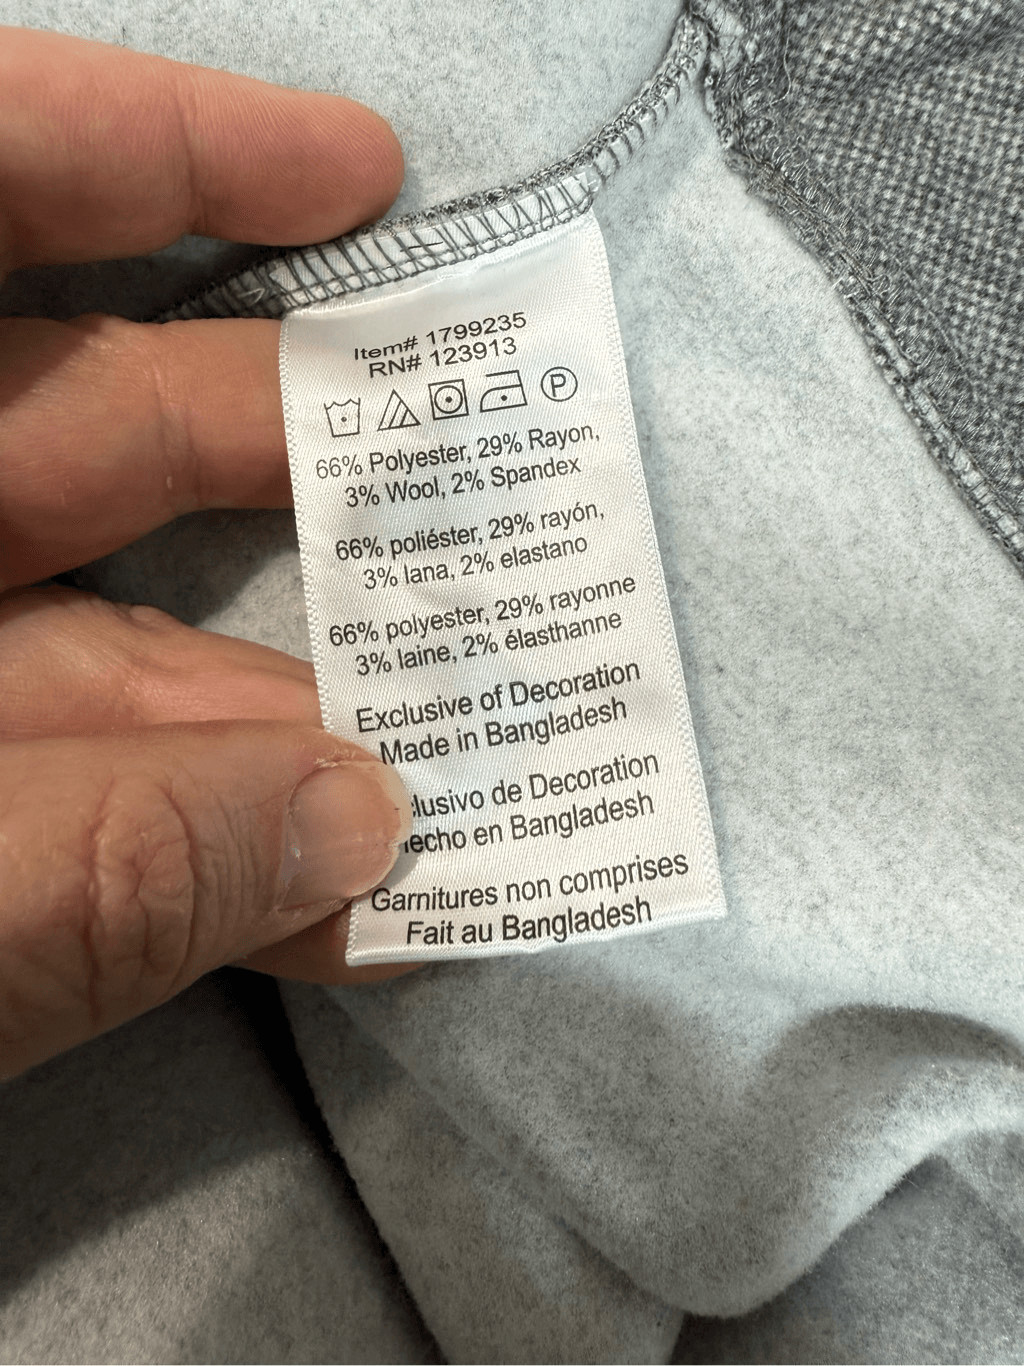 Item# 1799235
RN# 123913
P
66% Polyester, 29% Rayon,
3% Wool, 2% Spandex
66% poliéster, 29% rayón,
3% lana, 2% elastano
66% polyester, 29% rayonne
3% laine, 2% élasthanne
Exclusive of Decoration
Made in Bangladesh
de Decoration
en Bangladesh
Garnitures non comprises
Fait au Bangladesh